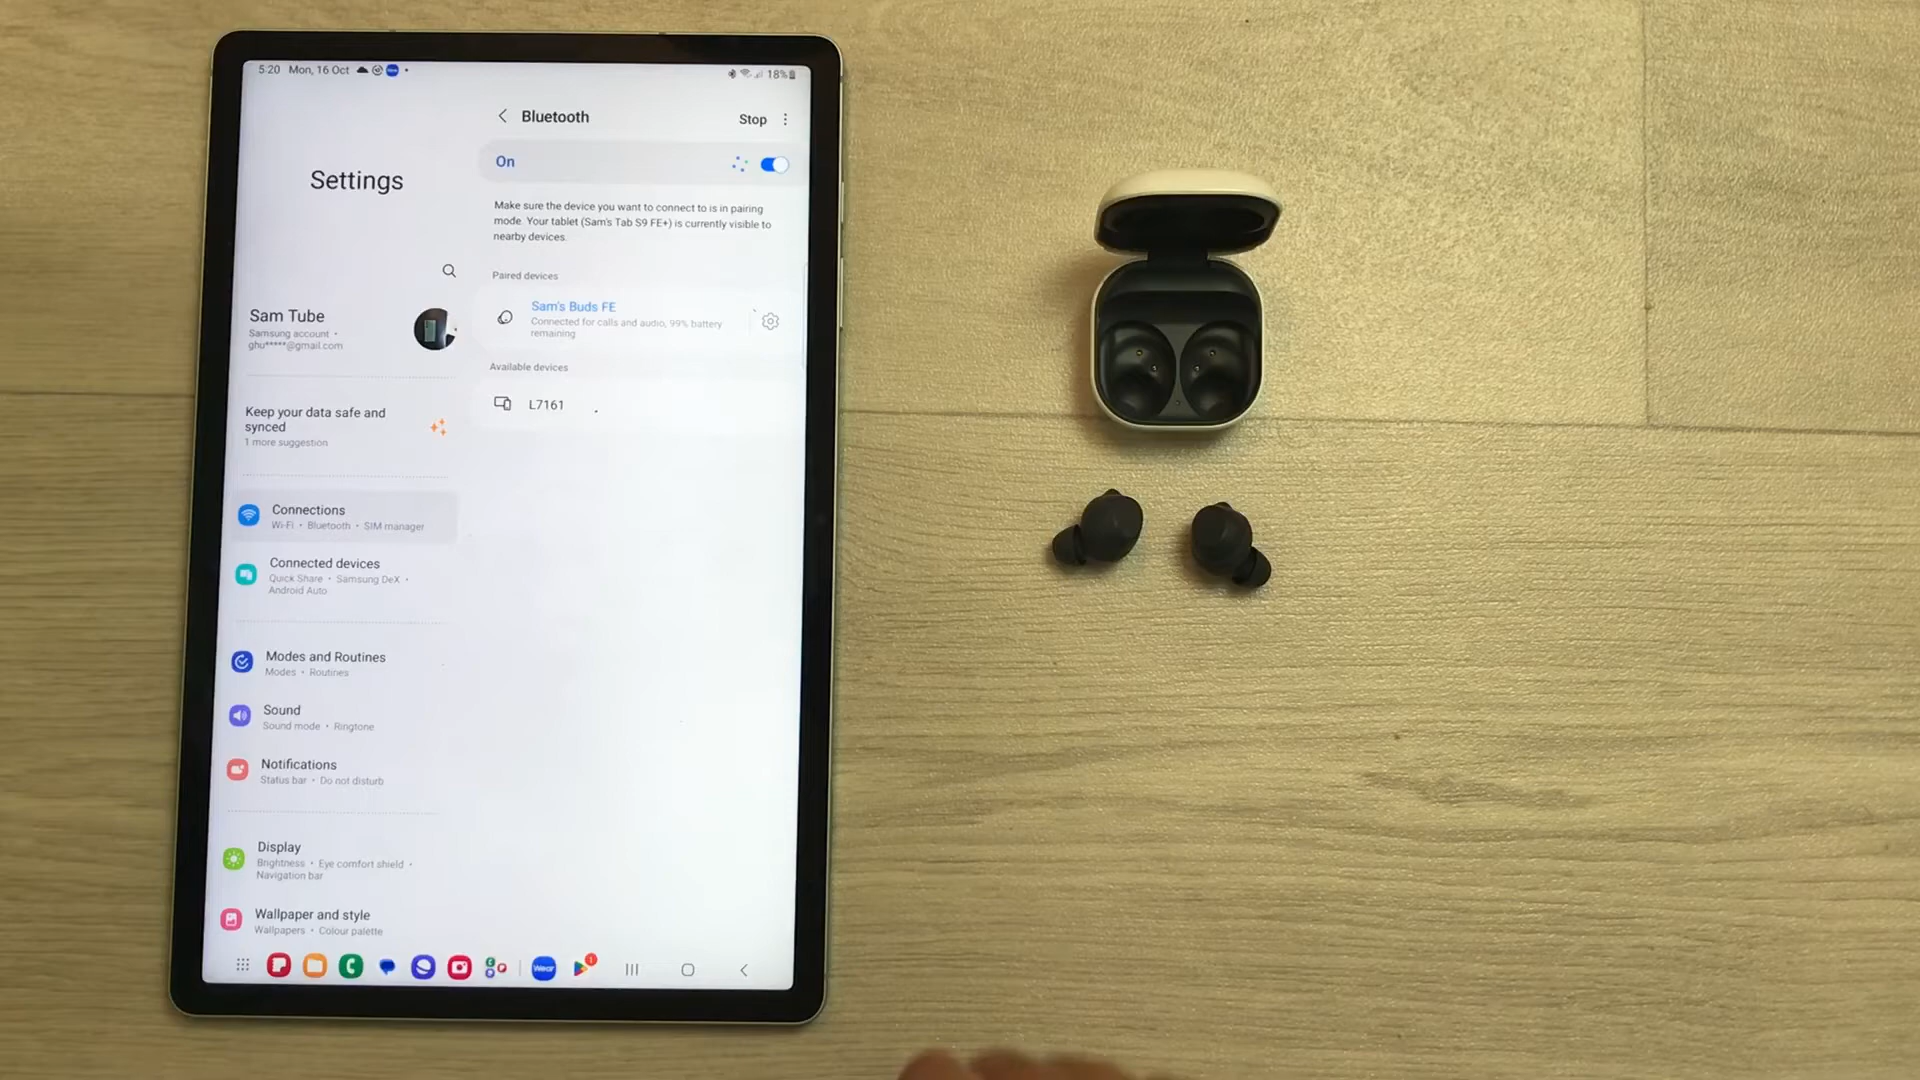 5:20 Mon, 16 Oct
18%
Bluetooth
Stop
On
Make sure the device you want to connect to is in pairing
mode. Your tablet (Sam's Tab S9 FE+) is currently visible to
nearby devices.
Paired devices
Sam's Buds FE
Connected for calls and audio, 99% battery
remaining
Available devices
L7161
Settings
Sam Tube
Samsung account •
ghu*****@gmail.com
Keep your data safe and
synced
1 more suggestion
Connections
Wi-Fi • Bluetooth • SIM manager
Connected devices
Quick Share • Samsung DeX •
Android Auto
Modes and Routines
Modes • Routines
Sound
Sound mode • Ringtone
Notifications
Status bar • Do not disturb
Display
Brightness • Eye comfort shield •
Navigation bar
Wallpaper and style
Wallpapers • Colour palette
Wear
1